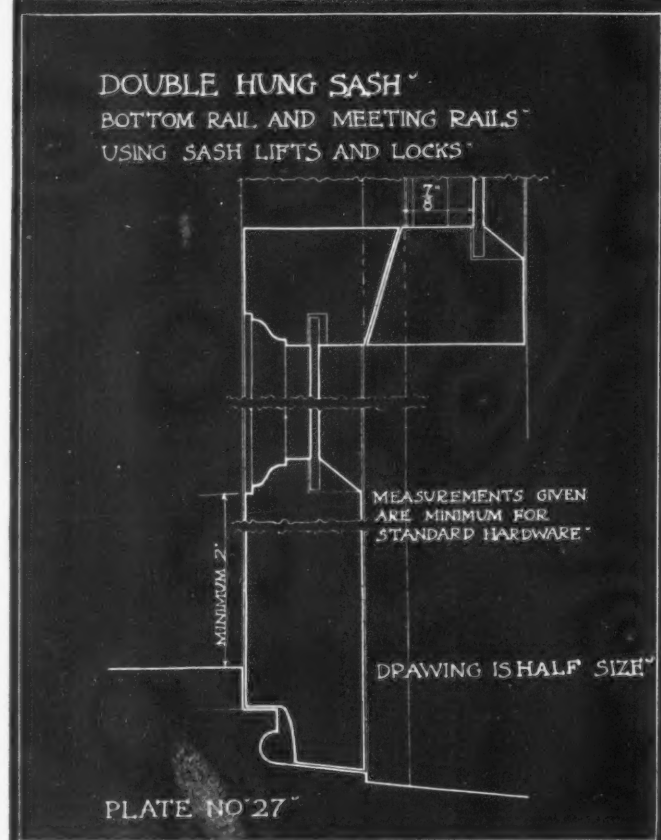 DOUBLE HUNG SASH
BOTTOM RAIL AND MEETING RAILS
USING SASH LIFTS AND LOCKS
7/8"
MEASUREMENTS GIVEN
ARE MINIMUM FOR
STANDARD HARDWARE
MINIMUM 2"
DRAWING IS HALF SIZE
PLATE NO 27